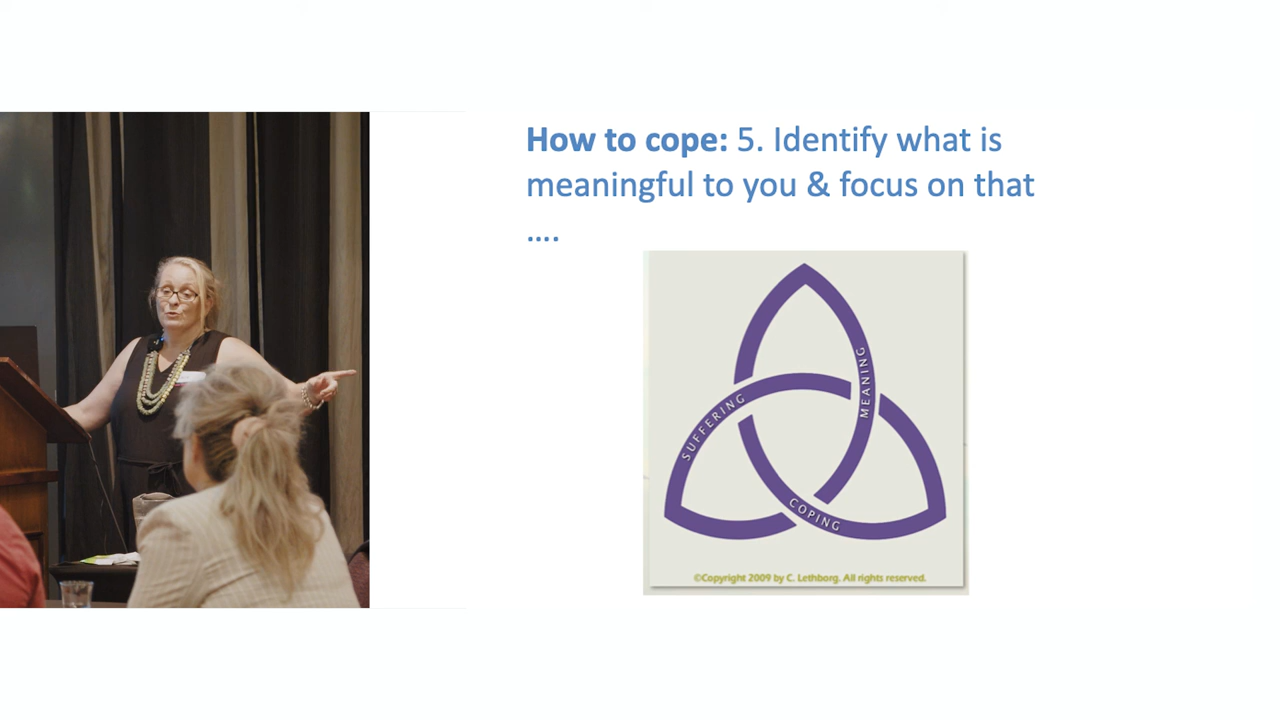 How to cope: 5. Identify what is
meaningful to you & focus on that
....
MEANING
SUFFERING
COPING
©Copyright 2009 by C. Lethborg. All rights reserved.